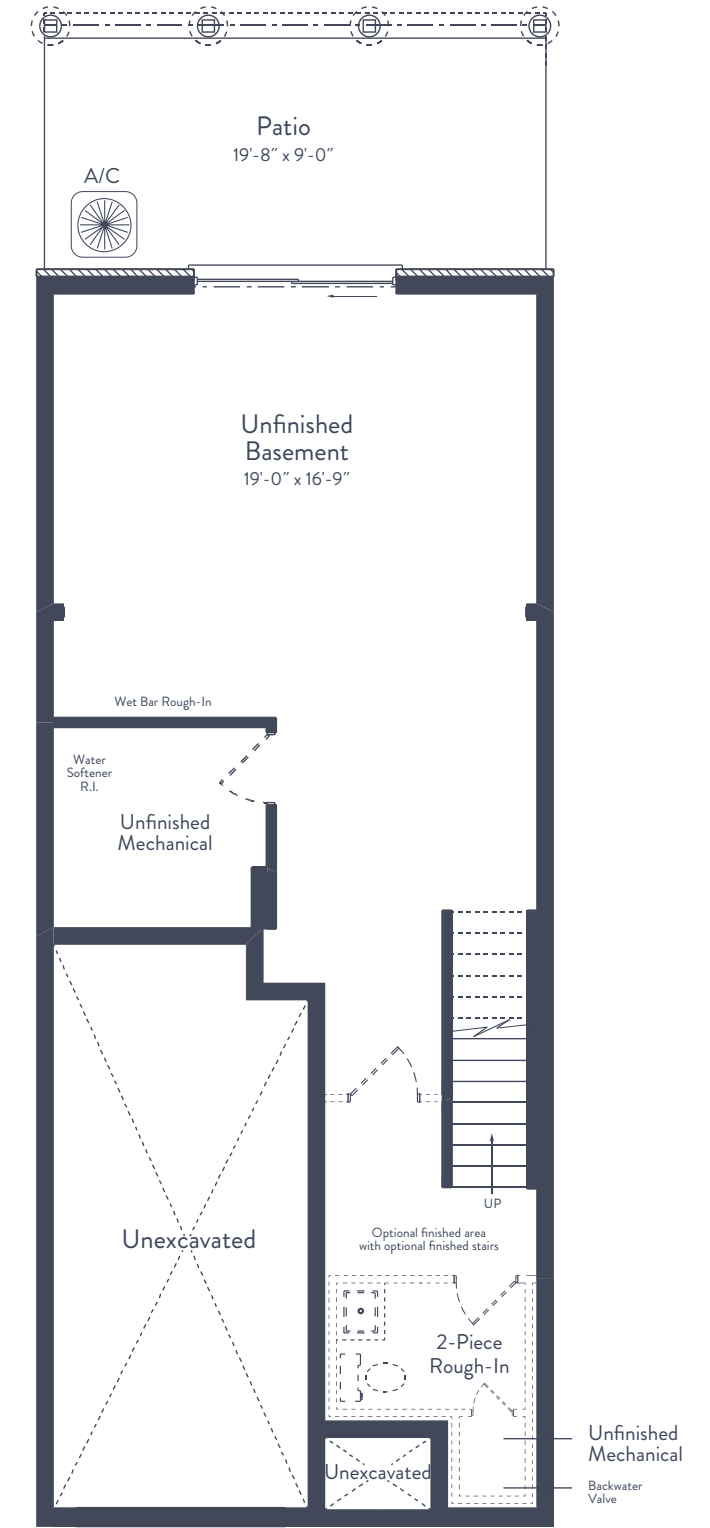 Patio
19'-8" x 9'-0"
A/C
Unfinished
Basement
19'-0" x 16'-9"
Wet Bar Rough-In
Water
Softener
R.I.
Unfinished
Mechanical
UP
Optional finished area
with optional finished stairs
Unexcavated
2-Piece
Rough-In
Unfinished
Mechanical
Unexcavated
Backwater
Valve